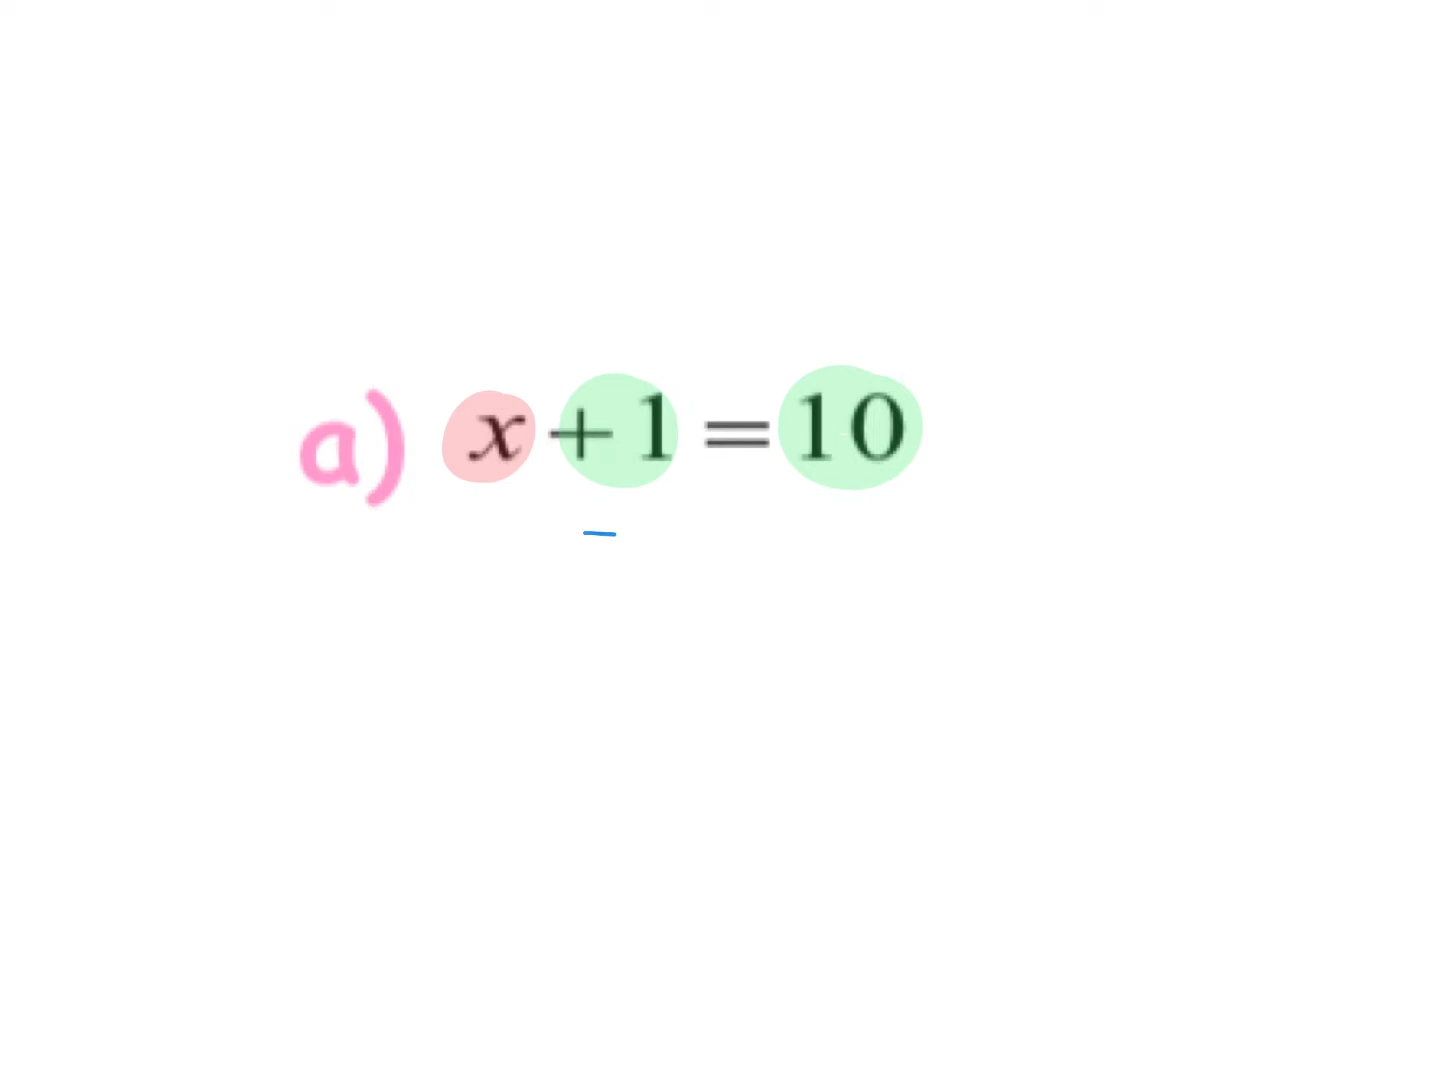 a) x + 1 = 10
−